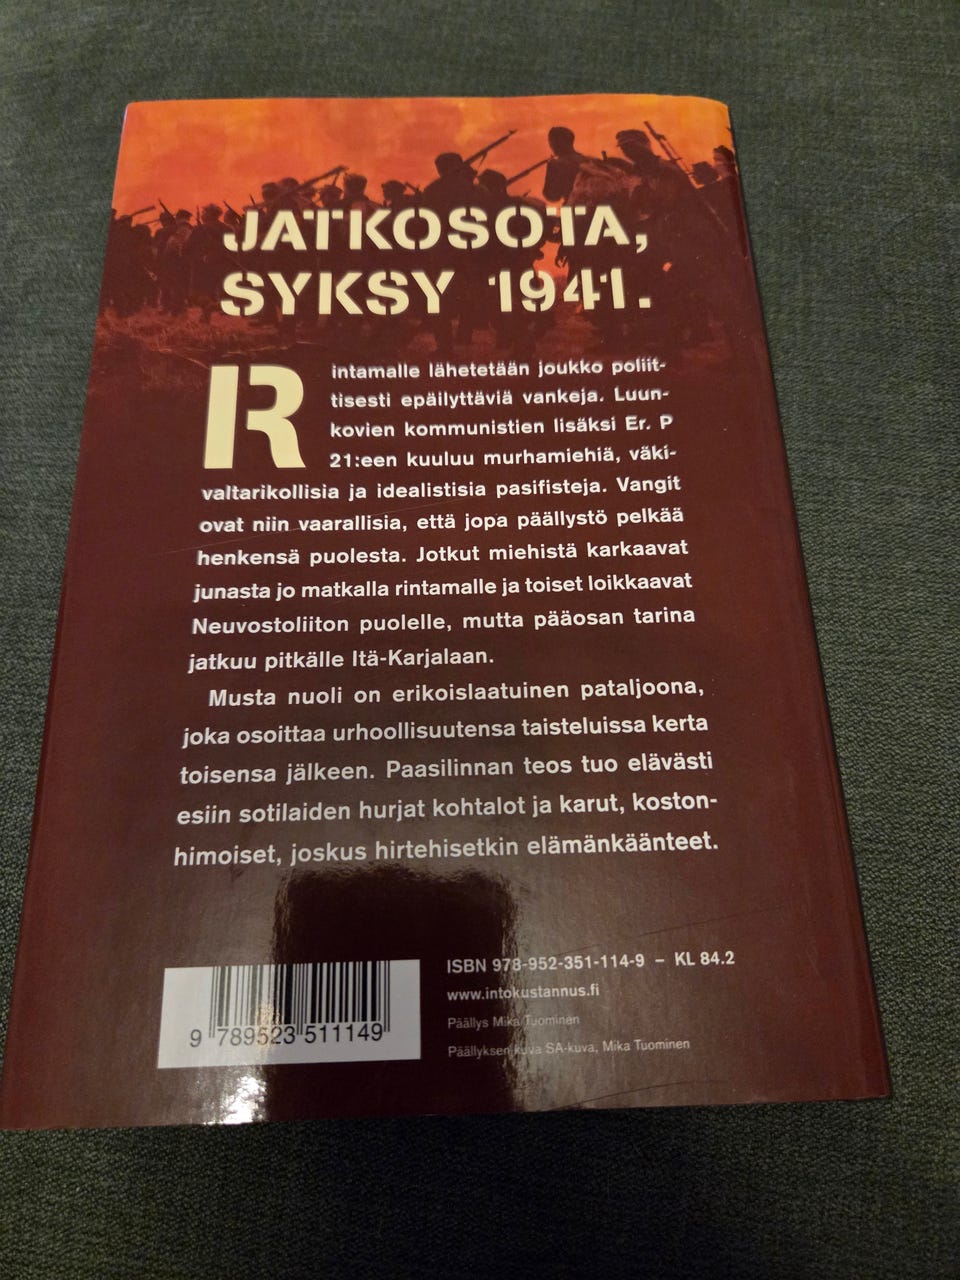 JATKOSOTA,
SYKSY 1941.
Rintamalle lähetetään joukko poliit-
tisesti epäilyttäviä vankeja. Luun-
kovien kommunistien lisäksi Er. P
21:een kuuluu murhamiehiä, väki-
valtarikollisia ja idealistisia pasifisteja. Vangit
ovat niin vaarallisia, että jopa päällystö pelkää
henkensä puolesta. Jotkut miehistä karkaavat
junasta jo matkalla rintamalle ja toiset loikkaavat
Neuvostoliiton puolelle, mutta pääosan tarina
jatkuu pitkälle Itä-Karjalaan.
Musta nuoli on erikoislaatuinen pataljoona,
joka osoittaa urhoollisuutensa taisteluissa kerta
toisensa jälkeen. Paasilinnan teos tuo elävästi
esiin sotilaiden hurjat kohtalot ja karut, koston-
himoiset, joskus hirtehisetkin elämänkäänteet.
ISBN 978-952-351-114-9 – KL 84.2
www.intokustannus.fi
Päällys Mika Tuominen
Päällyksen kuva SA-kuva, Mika Tuominen
9 789523 511149